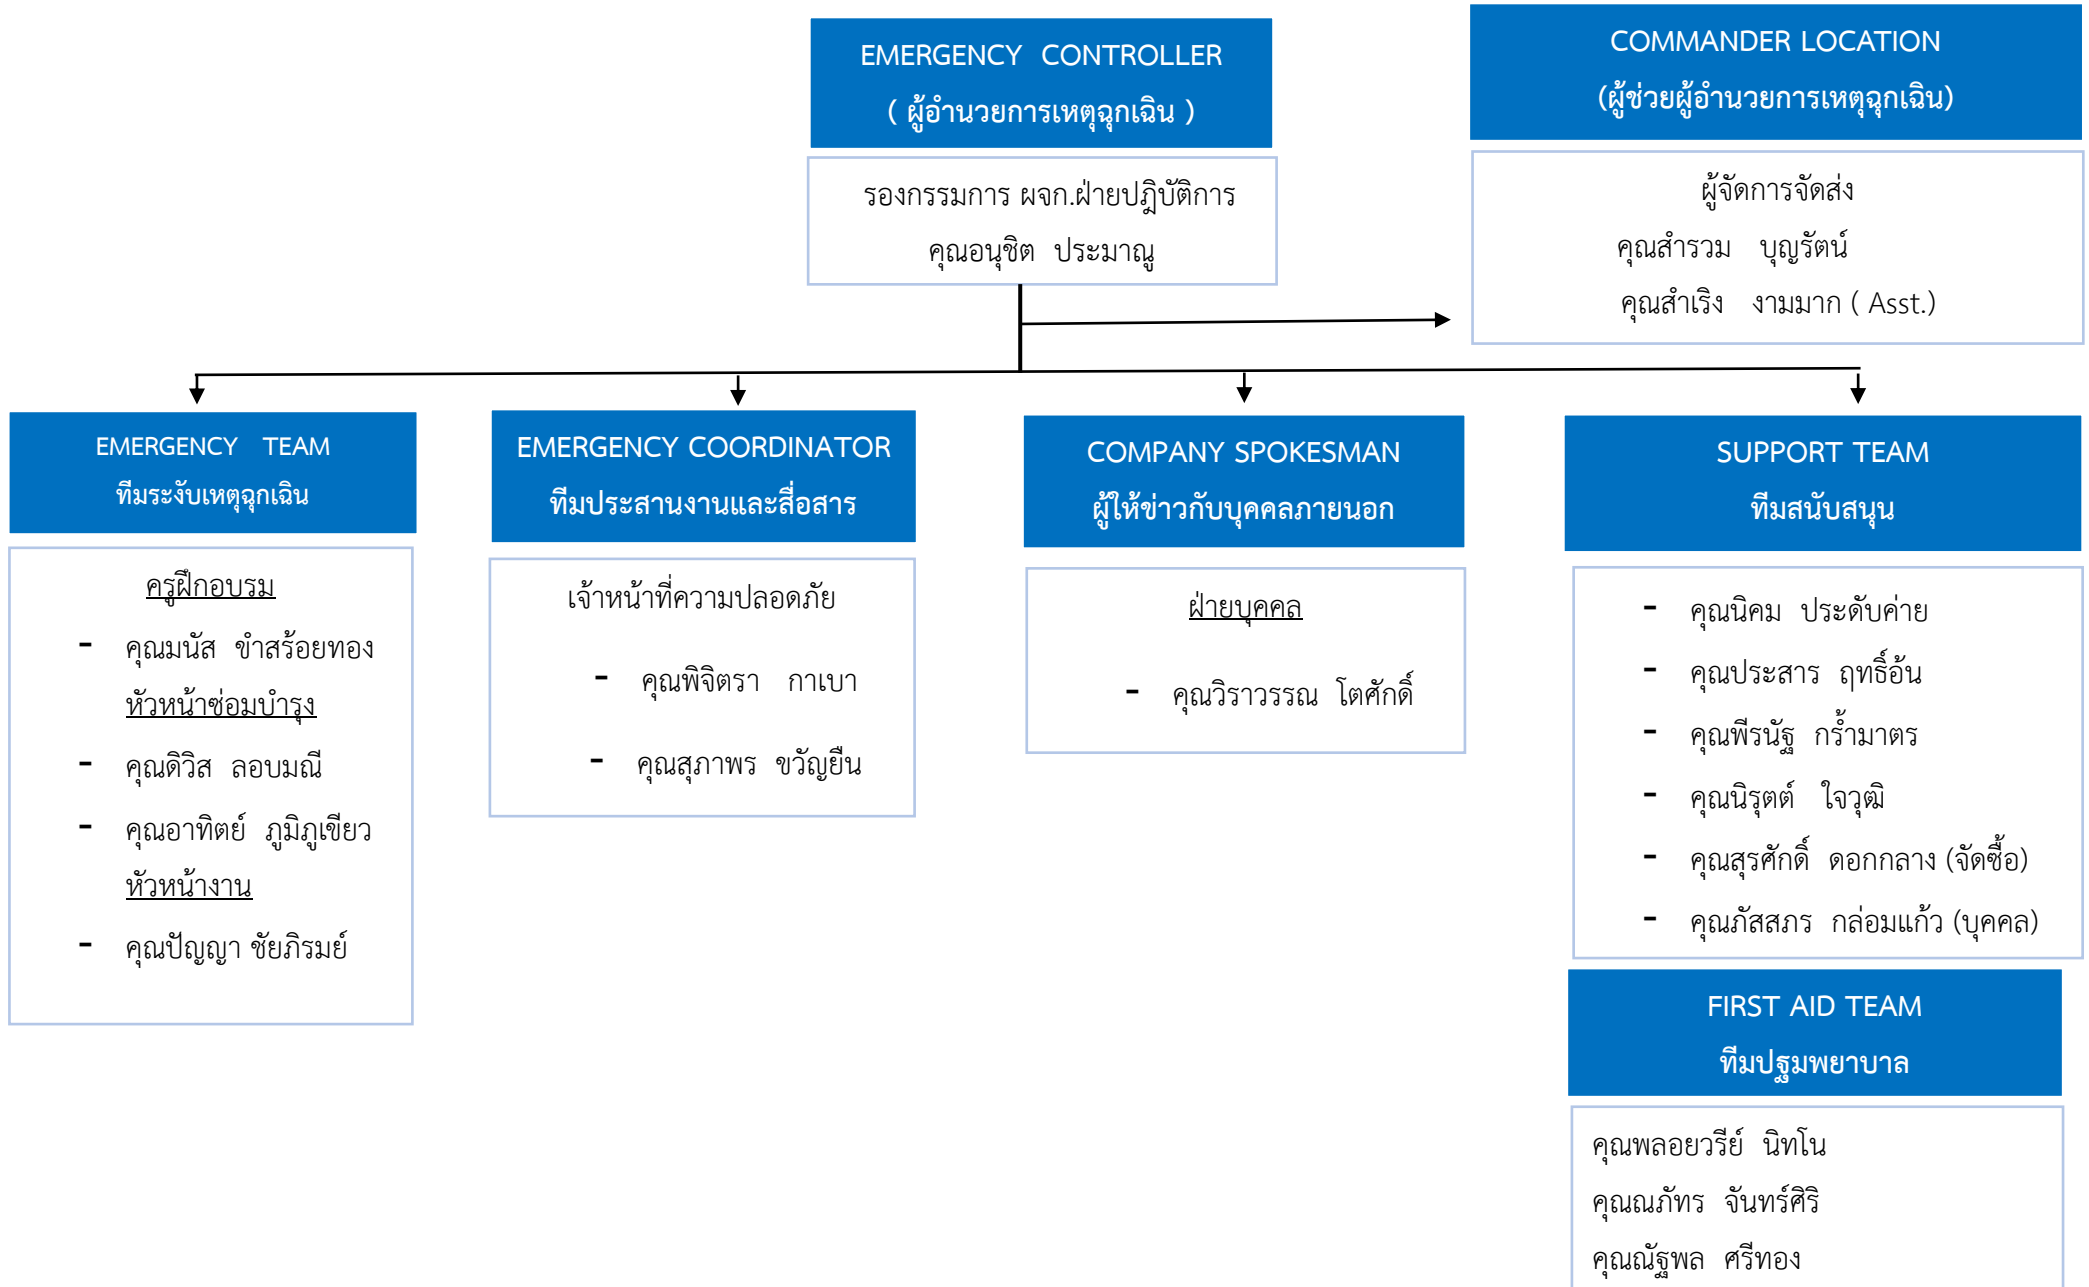 EMERGENCY CONTROLLER
( ผู้อำนวยการเหตุฉุกเฉิน )
รองกรรมการ ผจก.ฝ่ายปฎิบัติการ
คุณอนุชิต ประมาณู
COMMANDER LOCATION
(ผู้ช่วยผู้อำนวยการเหตุฉุกเฉิน)
ผู้จัดการจัดส่ง
คุณสำรวม บุญรัตน์
คุณสำเริง งามมาก ( Asst.)
EMERGENCY TEAM
ทีมระงับเหตุฉุกเฉิน
ครูฝึกอบรม
- คุณมนัส ขำสร้อยทอง
หัวหน้าซ่อมบำรุง
- คุณดิวิส ลอบมณี
- คุณอาทิตย์ ภูมิภูเขียว
หัวหน้างาน
- คุณปัญญา ชัยภิรมย์
EMERGENCY COORDINATOR
ทีมประสานงานและสื่อสาร
เจ้าหน้าที่ความปลอดภัย
- คุณพิจิตรา กาเบา
- คุณสุภาพร ขวัญยืน
COMPANY SPOKESMAN
ผู้ให้ข่าวกับบุคคลภายนอก
ฝ่ายบุคคล
- คุณวิราวรรณ โตศักดิ์
SUPPORT TEAM
ทีมสนับสนุน
- คุณนิคม ประดับค่าย
- คุณประสาร ฤทธิ์อ้น
- คุณพีรนัฐ กร้ำมาตร
- คุณนิรุตต์ ใจวุฒิ
- คุณสุรศักดิ์ ดอกกลาง (จัดซื้อ)
- คุณภัสสภร กล่อมแก้ว (บุคคล)
FIRST AID TEAM
ทีมปฐมพยาบาล
คุณพลอยวรีย์ นิทโน
คุณณภัทร จันทร์ศิริ
คุณณัฐพล ศรีทอง